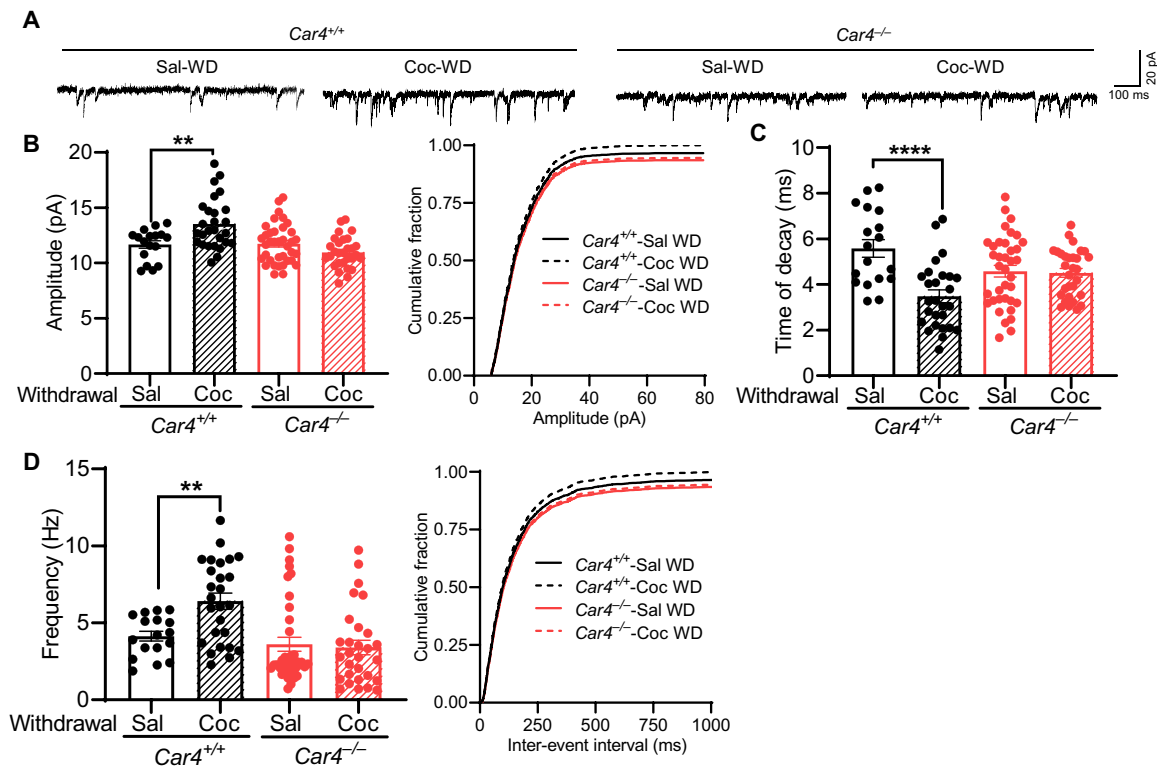 A
Car4+/+
Car4–/–
Sal-WD
Coc-WD
Sal-WD
Coc-WD
20 pA
100 ms
B
**
Amplitude (pA)
20
15
10
5
0
Withdrawal
Sal
Coc
Sal
Coc
Car4+/+
Car4–/–
Cumulative fraction
1.00
0.75
0.50
0.25
0.00
Car4+/+-Sal WD
Car4+/+-Coc WD
Car4–/–-Sal WD
Car4–/–-Coc WD
0
20
40
60
80
Amplitude (pA)
C
****
Time of decay (ms)
10
8
6
4
2
0
Withdrawal
Sal
Coc
Sal
Coc
Car4+/+
Car4–/–
D
**
Frequency (Hz)
15
10
5
0
Withdrawal
Sal
Coc
Sal
Coc
Car4+/+
Car4–/–
Cumulative fraction
1.00
0.75
0.50
0.25
0.00
Car4+/+-Sal WD
Car4+/+-Coc WD
Car4–/–-Sal WD
Car4–/–-Coc WD
0
250
500
750
1000
Inter-event interval (ms)